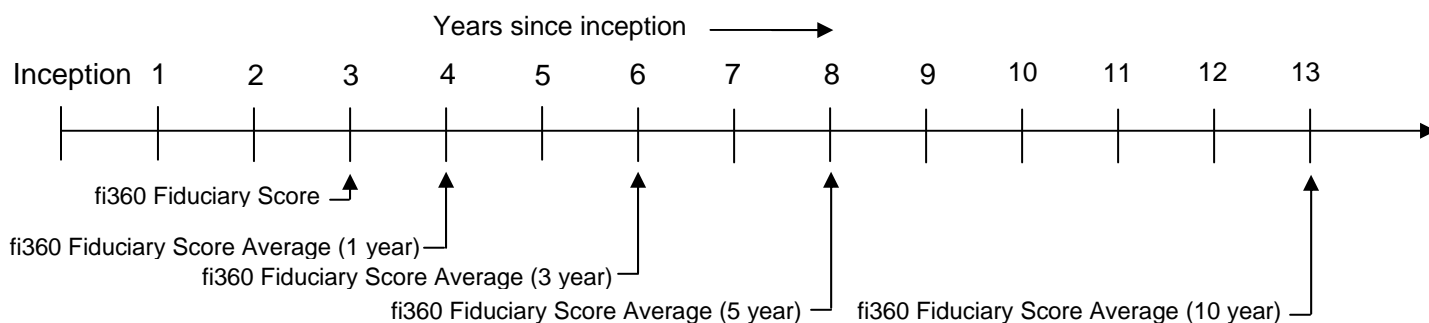 Years since inception
Inception 1 2 3 4 5 6 7 8 9 10 11 12 13
fi360 Fiduciary Score
fi360 Fiduciary Score Average (1 year)
fi360 Fiduciary Score Average (3 year)
fi360 Fiduciary Score Average (5 year)
fi360 Fiduciary Score Average (10 year)